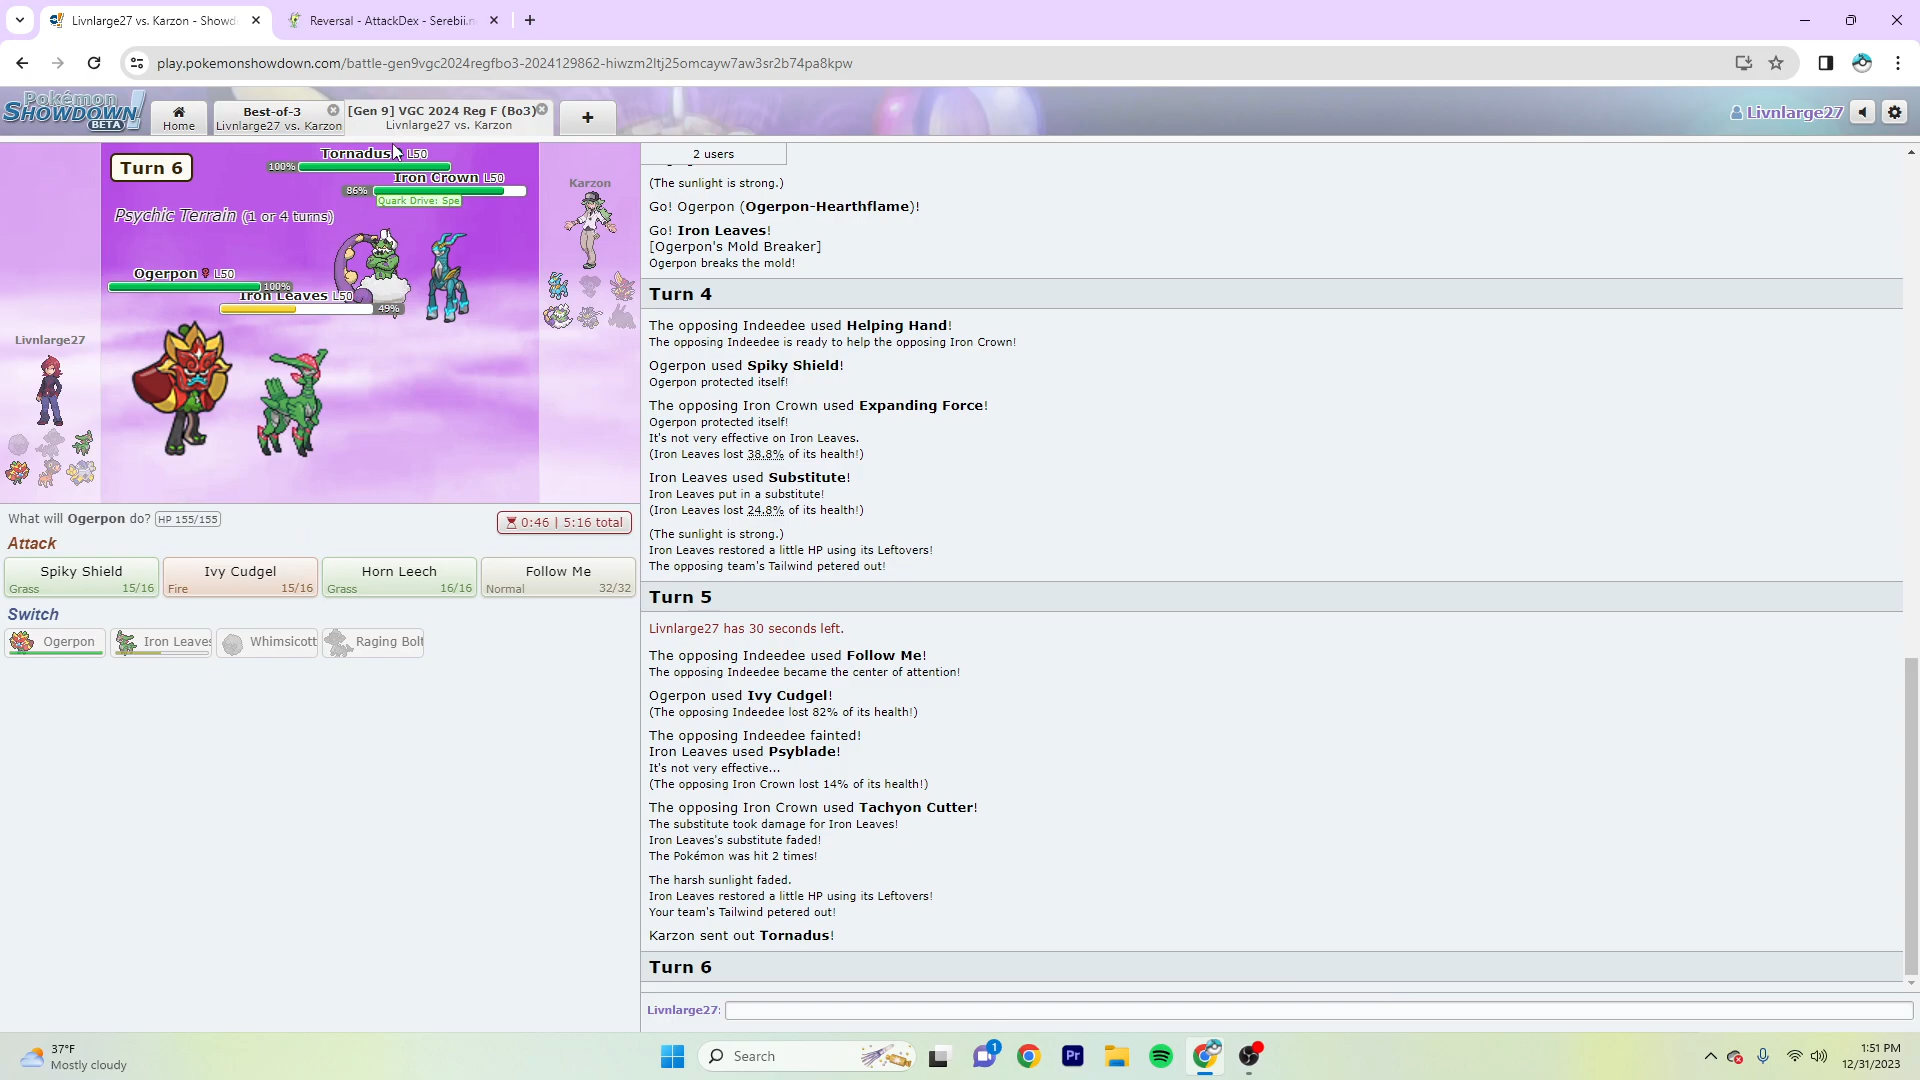 Livnlarge27 vs. Karzon - Showd
Reversal - AttackDex - Serebii.n
play.pokemonshowdown.com/battle-gen9vgc2024regfbo3-2024129862-hiwzm2ltj25omcayw7aw3sr2b74pa8kpw
Pokémon
SHOWDOWN!
BETA
Home
Best-of-3
Livnlarge27 vs. Karzon
[Gen 9] VGC 2024 Reg F (Bo3)
Livnlarge27 vs. Karzon
+
Livnlarge27
Turn 6
Tornadus L50
100%
Iron Crown L50
86%
Quark Drive: Spe
Psychic Terrain (1 or 4 turns)
Karzon
Ogerpon L50
100%
Iron Leaves L50
49%
Livnlarge27
What will Ogerpon do? HP 155/155
0:46 | 5:16 total
Attack
Spiky Shield
Grass 15/16
Ivy Cudgel
Fire 15/16
Horn Leech
Grass 16/16
Follow Me
Normal 32/32
Switch
Ogerpon
Iron Leaves
Whimsicott
Raging Bolt
2 users
(The sunlight is strong.)
Go! Ogerpon (Ogerpon-Hearthflame)!
Go! Iron Leaves!
[Ogerpon's Mold Breaker]
Ogerpon breaks the mold!
Turn 4
The opposing Indeedee used Helping Hand!
The opposing Indeedee is ready to help the opposing Iron Crown!
Ogerpon used Spiky Shield!
Ogerpon protected itself!
The opposing Iron Crown used Expanding Force!
Ogerpon protected itself!
It's not very effective on Iron Leaves.
(Iron Leaves lost 38.8% of its health!)
Iron Leaves used Substitute!
Iron Leaves put in a substitute!
(Iron Leaves lost 24.8% of its health!)
(The sunlight is strong.)
Iron Leaves restored a little HP using its Leftovers!
The opposing team's Tailwind petered out!
Turn 5
Livnlarge27 has 30 seconds left.
The opposing Indeedee used Follow Me!
The opposing Indeedee became the center of attention!
Ogerpon used Ivy Cudgel!
(The opposing Indeedee lost 82% of its health!)
The opposing Indeedee fainted!
Iron Leaves used Psyblade!
It's not very effective...
(The opposing Iron Crown lost 14% of its health!)
The opposing Iron Crown used Tachyon Cutter!
The substitute took damage for Iron Leaves!
Iron Leaves's substitute faded!
The Pokémon was hit 2 times!
The harsh sunlight faded.
Iron Leaves restored a little HP using its Leftovers!
Your team's Tailwind petered out!
Karzon sent out Tornadus!
Turn 6
Livnlarge27:
37°F
Mostly cloudy
Search
1
Pr
1:51 PM
12/31/2023